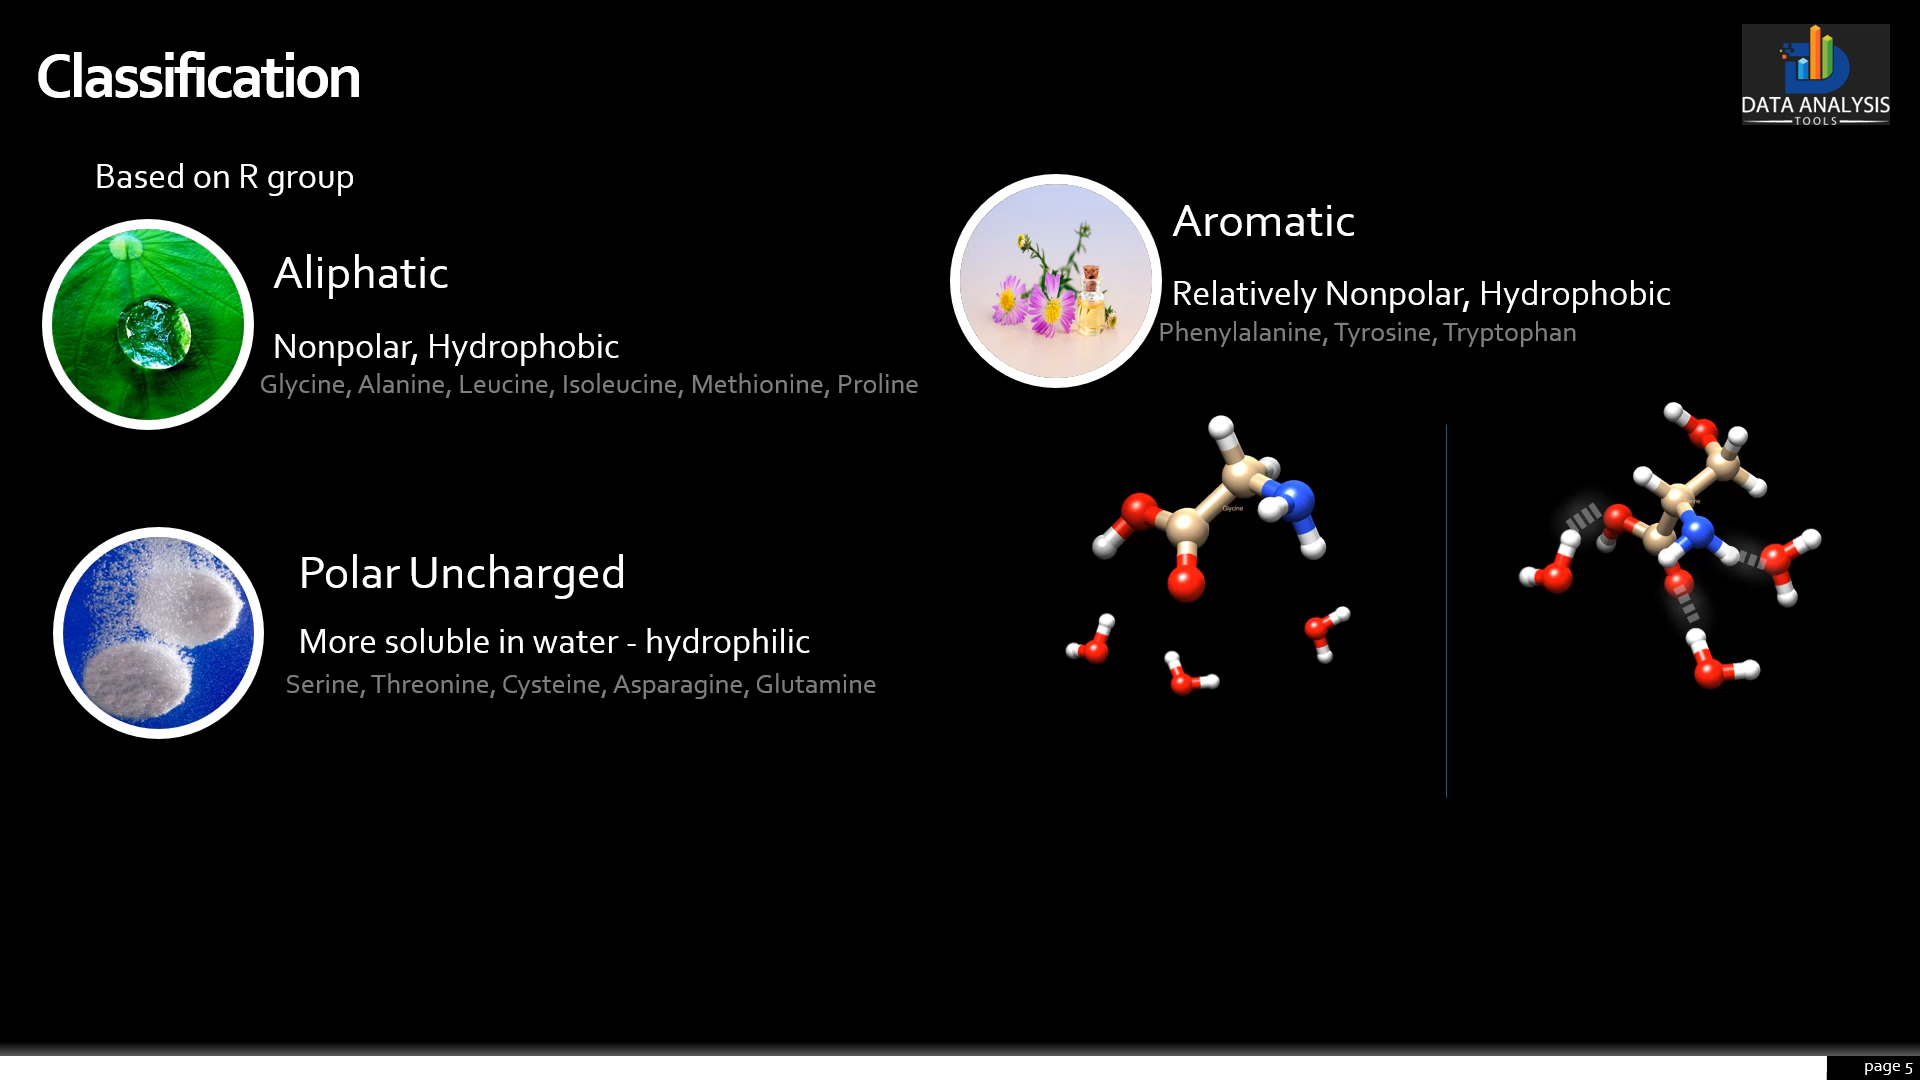 Classification
DATA ANALYSIS
TOOLS
Based on R group
Aliphatic
Nonpolar, Hydrophobic
Glycine, Alanine, Leucine, Isoleucine, Methionine, Proline
Aromatic
Relatively Nonpolar, Hydrophobic
Phenylalanine, Tyrosine, Tryptophan
Polar Uncharged
More soluble in water - hydrophilic
Serine, Threonine, Cysteine, Asparagine, Glutamine
Glycine
page 5